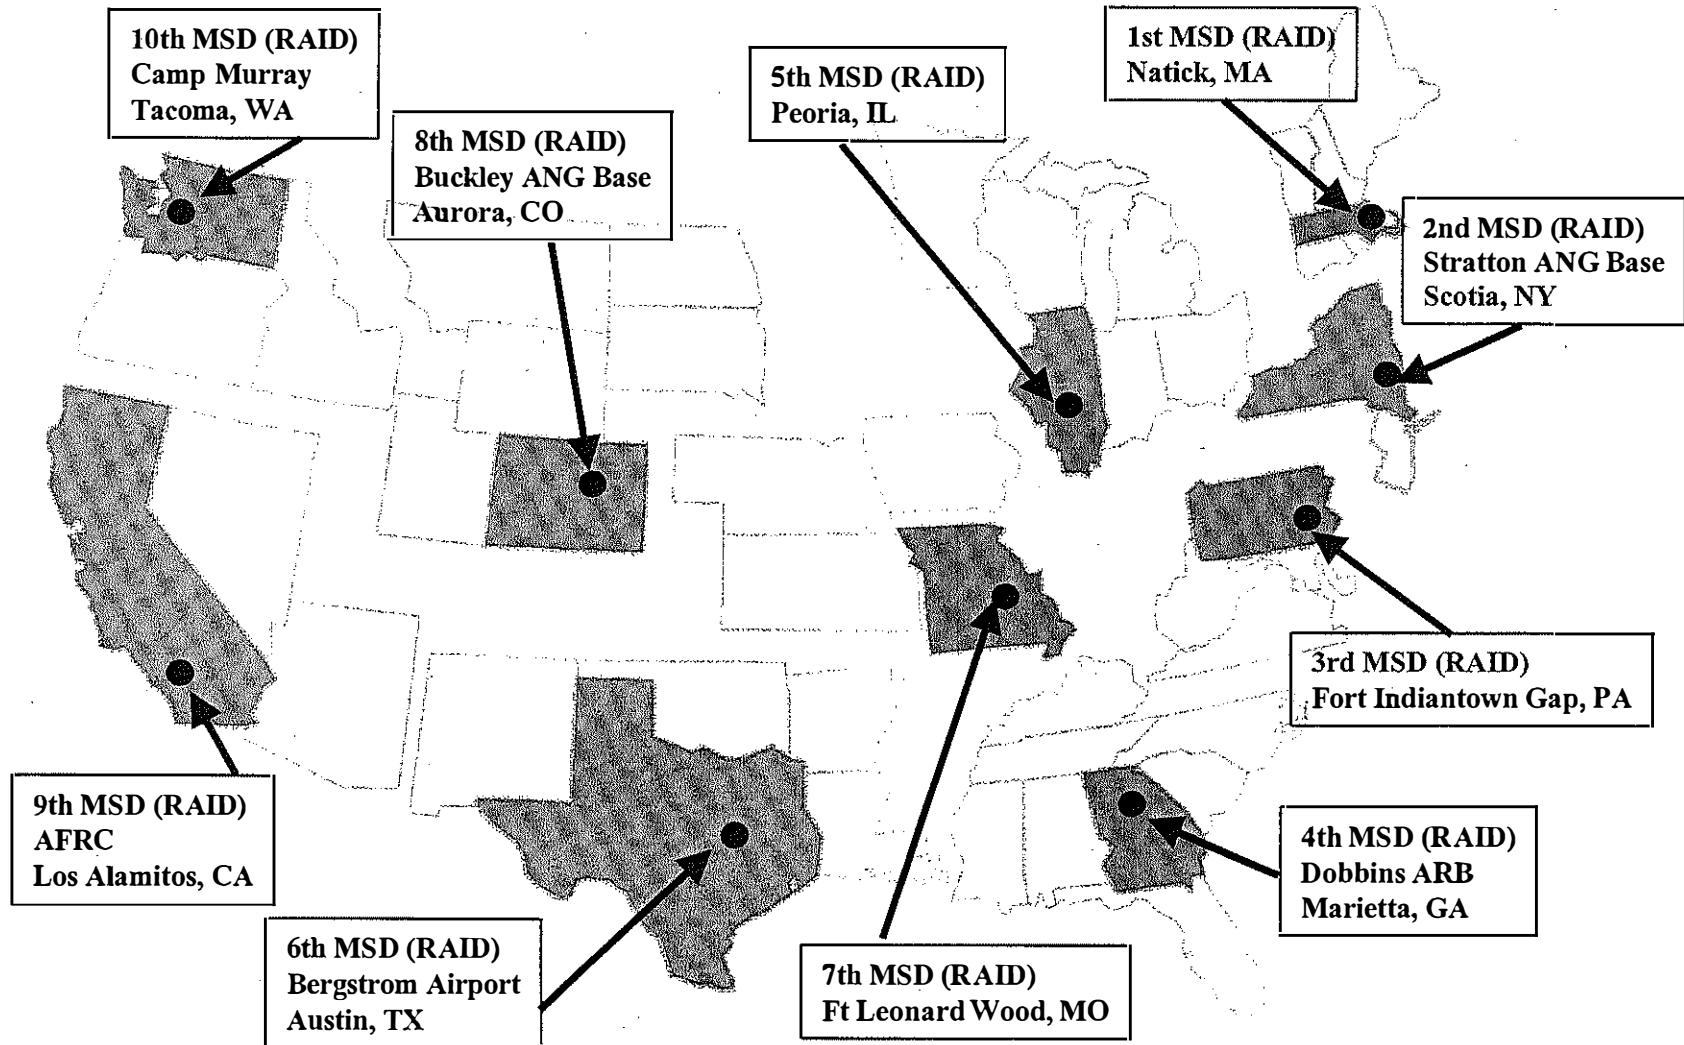 10th MSD (RAID)
Camp Murray
Tacoma, WA
8th MSD (RAID)
Buckley ANG Base
Aurora, CO
5th MSD (RAID)
Peoria, IL
1st MSD (RAID)
Natick, MA
2nd MSD (RAID)
Stratton ANG Base
Scotia, NY
3rd MSD (RAID)
Fort Indiantown Gap, PA
9th MSD (RAID)
AFRC
Los Alamitos, CA
4th MSD (RAID)
Dobbins ARB
Marietta, GA
6th MSD (RAID)
Bergstrom Airport
Austin, TX
7th MSD (RAID)
Ft Leonard Wood, MO